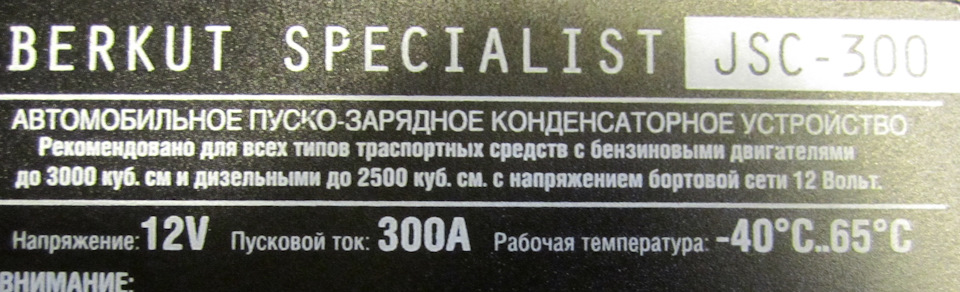 BERKUT SPECIALIST JSC-300
АВТОМОБИЛЬНОЕ ПУСКО-ЗАРЯДНОЕ КОНДЕНСАТОРНОЕ УСТРОЙСТВО
Рекомендовано для всех типов траспортных средств с бензиновыми двигателями
до 3000 куб. см и дизельными до 2500 куб. см. с напряжением бортовой сети 12 Вольт.
Напряжение: 12V Пусковой ток: 300A Рабочая температура: -40°C..65°C
ВНИМАНИЕ: